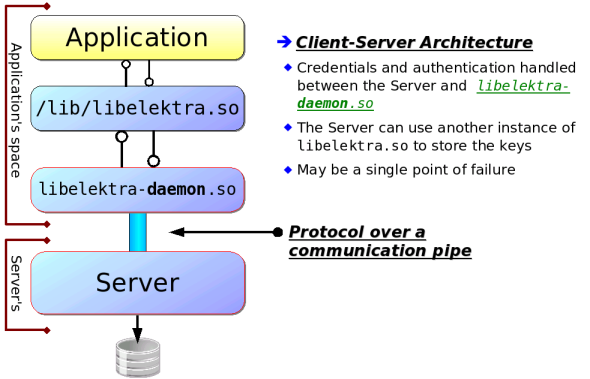 Application
/lib/libelektra.so
libelektra-daemon.so
Server
Application's space
Server's
Client-Server Architecture
Credentials and authentication handled
between the Server and libelektra-
daemon.so
The Server can use another instance of
libelektra.so to store the keys
May be a single point of failure
Protocol over a
communication pipe